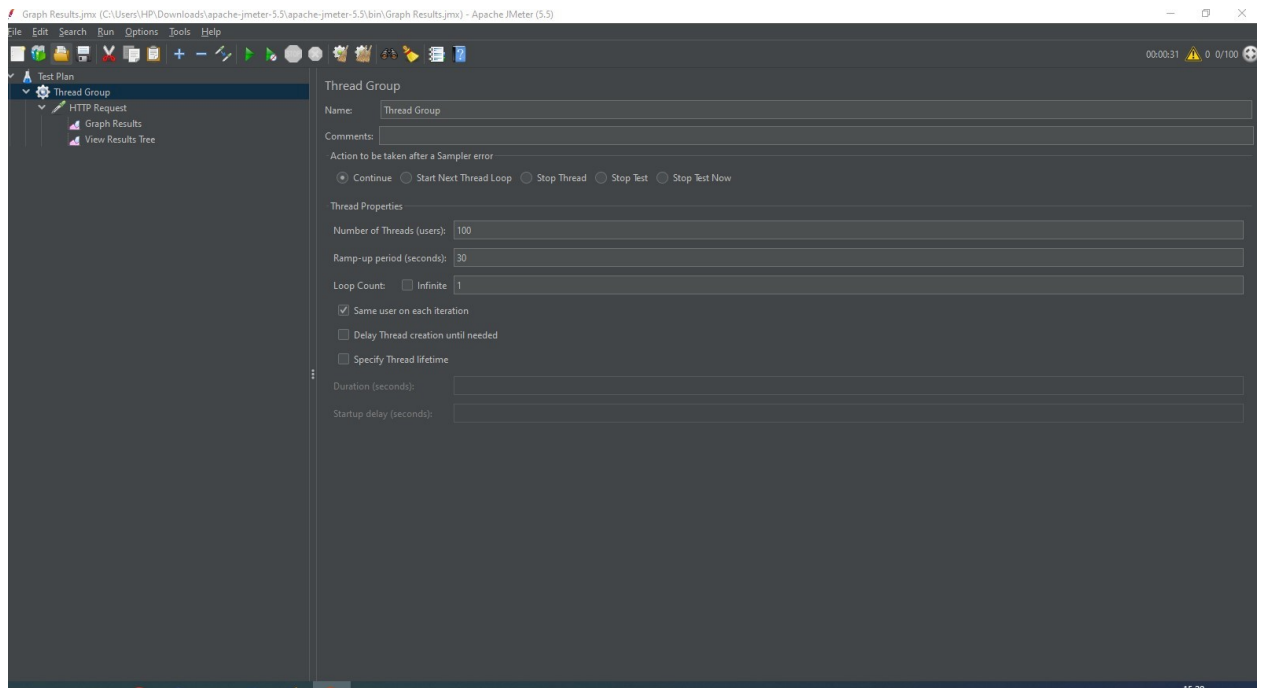 Graph Results.jmx (C:\Users\HP\Downloads\apache-jmeter-5.5\apache-jmeter-5.5\bin\Graph Results.jmx) - Apache JMeter (5.5)
File Edit Search Run Options Tools Help
00:00:31 0 0/100
Test Plan
Thread Group
HTTP Request
Graph Results
View Results Tree
Thread Group
Name: Thread Group
Comments:
Action to be taken after a Sampler error
Continue Start Next Thread Loop Stop Thread Stop Test Stop Test Now
Thread Properties
Number of Threads (users): 100
Ramp-up period (seconds): 30
Loop Count: Infinite 1
Same user on each iteration
Delay Thread creation until needed
Specify Thread lifetime
Duration (seconds):
Startup delay (seconds):